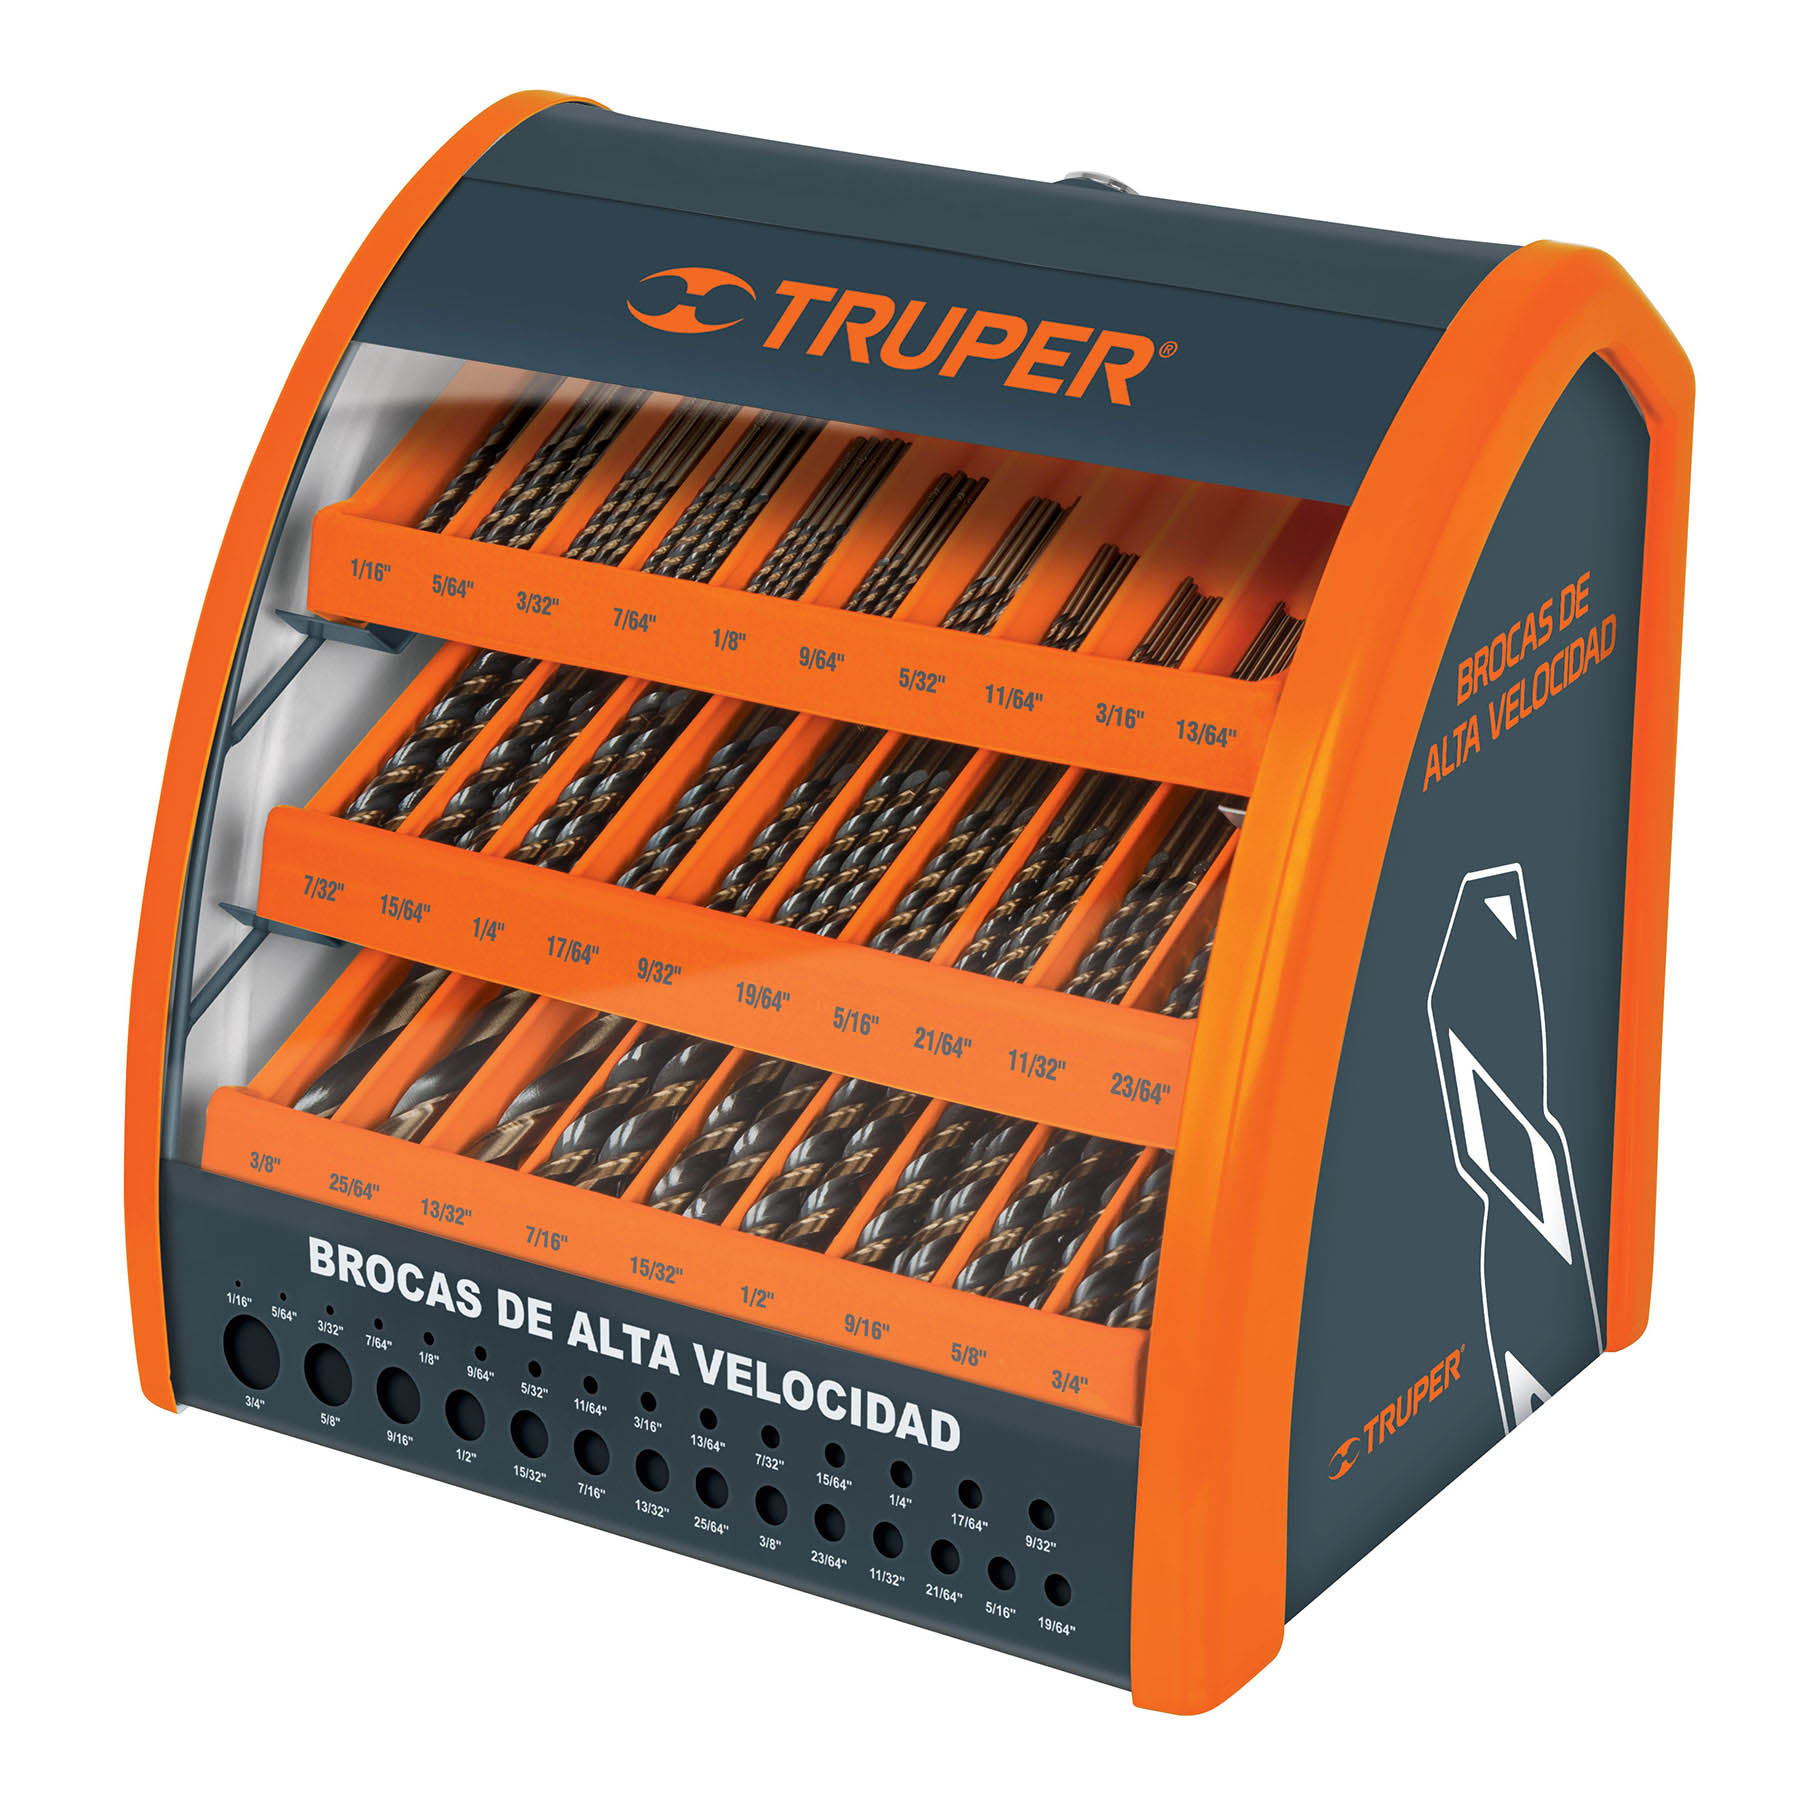 TRUPER®
1/16" 5/64" 3/32" 7/64" 1/8" 9/64" 5/32" 11/64" 3/16" 13/64"
7/32" 15/64" 1/4" 17/64" 9/32" 19/64" 5/16" 21/64" 11/32" 23/64"
3/8" 25/64" 13/32" 7/16" 15/32" 1/2" 9/16" 5/8" 3/4"
BROCAS DE ALTA VELOCIDAD
1/16" 5/64" 3/32" 7/64" 1/8" 9/64" 5/32" 11/64" 3/16" 13/64" 7/32" 15/64" 1/4" 17/64" 9/32"
3/4" 5/8" 9/16" 1/2" 15/32" 7/16" 13/32" 25/64" 3/8" 23/64" 11/32" 21/64" 5/16" 19/64"
BROCAS DE
ALTA VELOCIDAD
TRUPER®